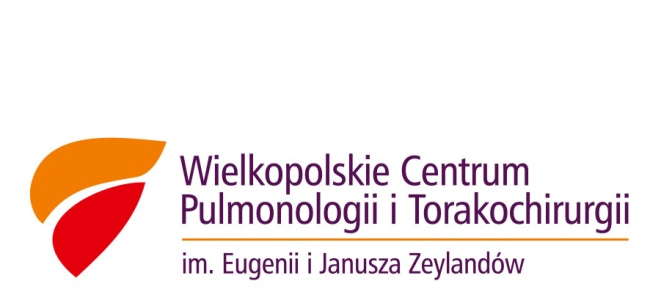 Wielkopolskie Centrum
Pulmonologii i Torakochirurgii
im. Eugenii i Janusza Zeylandów